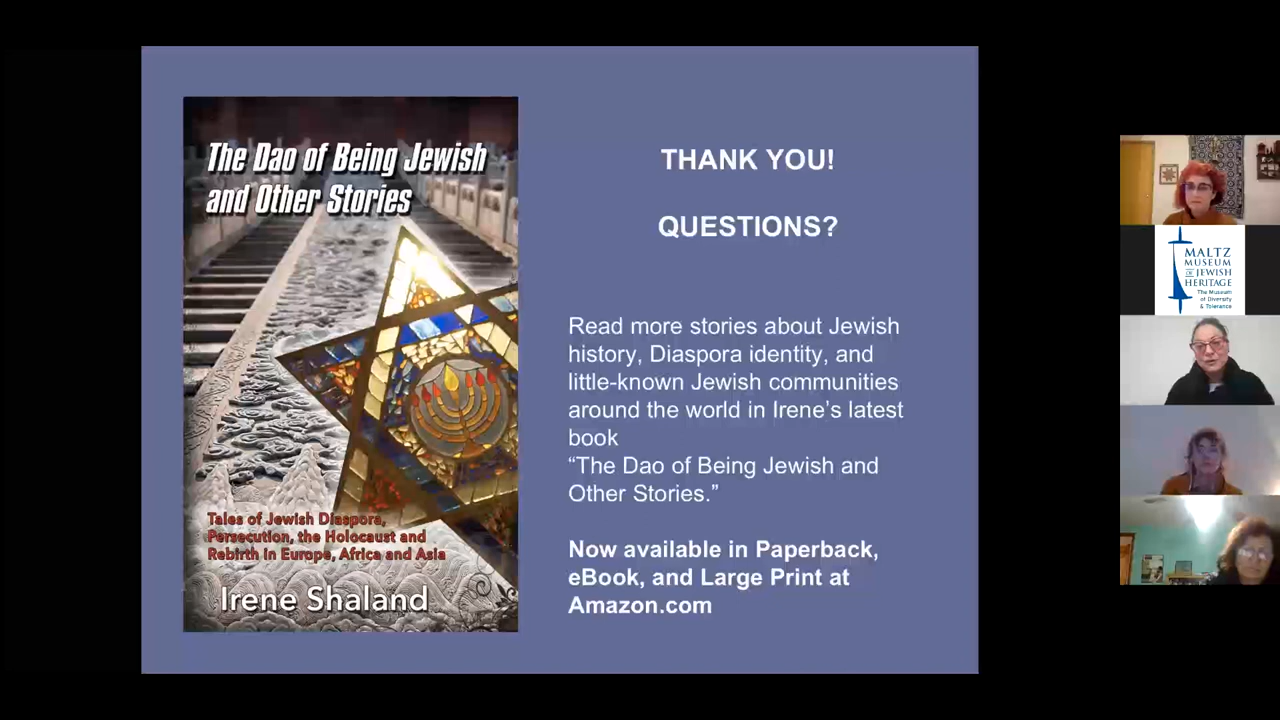 The Dao of Being Jewish
and Other Stories
Tales of Jewish Diaspora,
Persecution, the Holocaust and
Rebirth in Europe, Africa and Asia
Irene Shaland
THANK YOU!
QUESTIONS?
Read more stories about Jewish
history, Diaspora identity, and
little-known Jewish communities
around the world in Irene’s latest
book
“The Dao of Being Jewish and
Other Stories.”
Now available in Paperback,
eBook, and Large Print at
Amazon.com
MALTZ
MUSEUM
OF JEWISH
HERITAGE
The Museum
of Diversity
& Tolerance